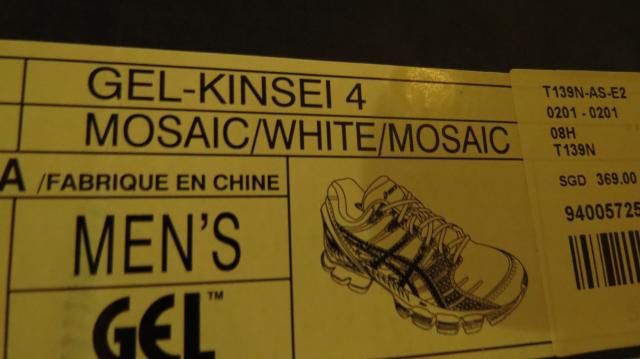 GEL-KINSEI 4
MOSAIC/WHITE/MOSAIC
A /FABRIQUE EN CHINE
MEN'S
GEL™
T139N-AS-E2
0201 - 0201
08H
T139N
SGD 369.00
94005725